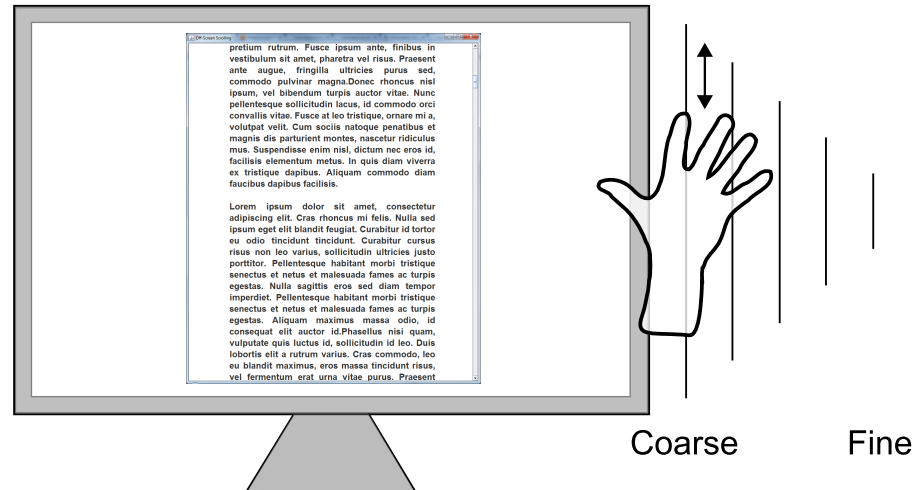 Off-Screen Scrolling
pretium rutrum. Fusce ipsum ante, finibus in
vestibulum sit amet, pharetra vel risus. Praesent
ante augue, fringilla ultricies purus sed,
commodo pulvinar magna.Donec rhoncus nisl
ipsum, vel bibendum turpis auctor vitae. Nunc
pellentesque sollicitudin lacus, id commodo orci
convallis vitae. Fusce at leo tristique, ornare mi a,
volutpat velit. Cum sociis natoque penatibus et
magnis dis parturient montes, nascetur ridiculus
mus. Suspendisse enim nisl, dictum nec eros id,
facilisis elementum metus. In quis diam viverra
ex tristique dapibus. Aliquam commodo diam
faucibus dapibus facilisis.
Lorem ipsum dolor sit amet, consectetur
adipiscing elit. Cras rhoncus mi felis. Nulla sed
ipsum eget elit blandit feugiat. Curabitur id tortor
eu odio tincidunt tincidunt. Curabitur cursus
risus non leo varius, sollicitudin ultricies justo
porttitor. Pellentesque habitant morbi tristique
senectus et netus et malesuada fames ac turpis
egestas. Nulla sagittis eros sed diam tempor
imperdiet. Pellentesque habitant morbi tristique
senectus et netus et malesuada fames ac turpis
egestas. Aliquam maximus massa odio, id
consequat elit auctor id.Phasellus nisi quam,
vulputate quis luctus id, sollicitudin id leo. Duis
lobortis elit a rutrum varius. Cras commodo, leo
eu blandit maximus, eros massa tincidunt risus,
vel fermentum erat urna vitae purus. Praesent
Coarse
Fine